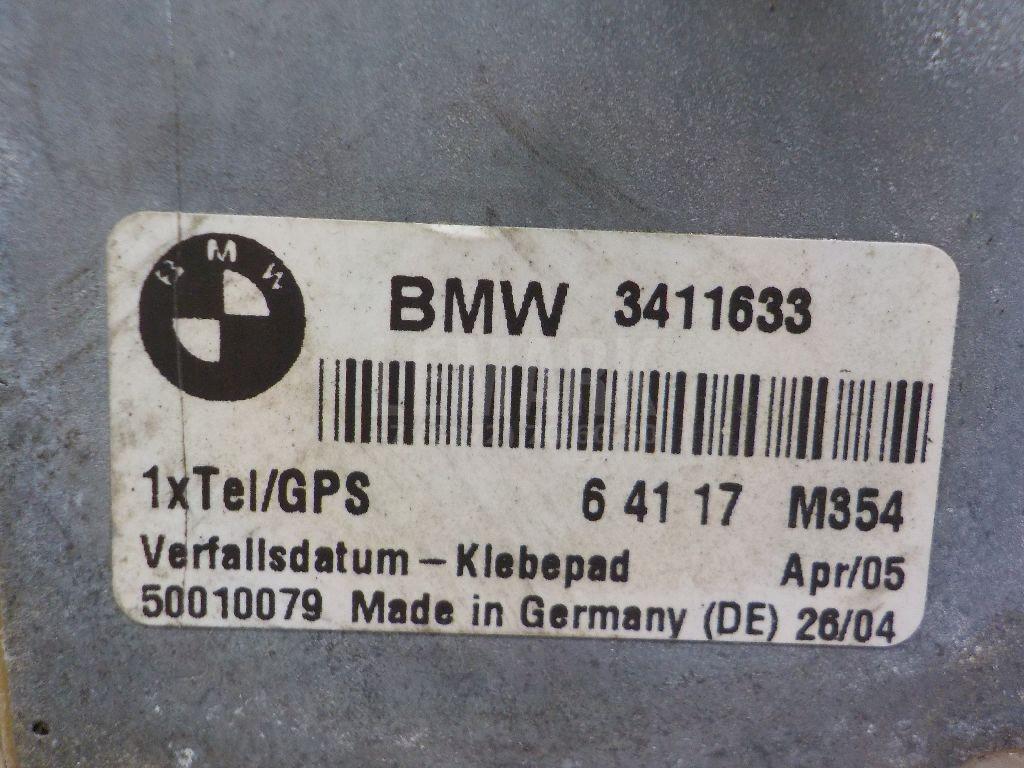 BMW
BMW 3411633
1xTel/GPS 6 41 17 M354
Verfallsdatum – Klebepad Apr/05
50010079 Made in Germany (DE) 26/04